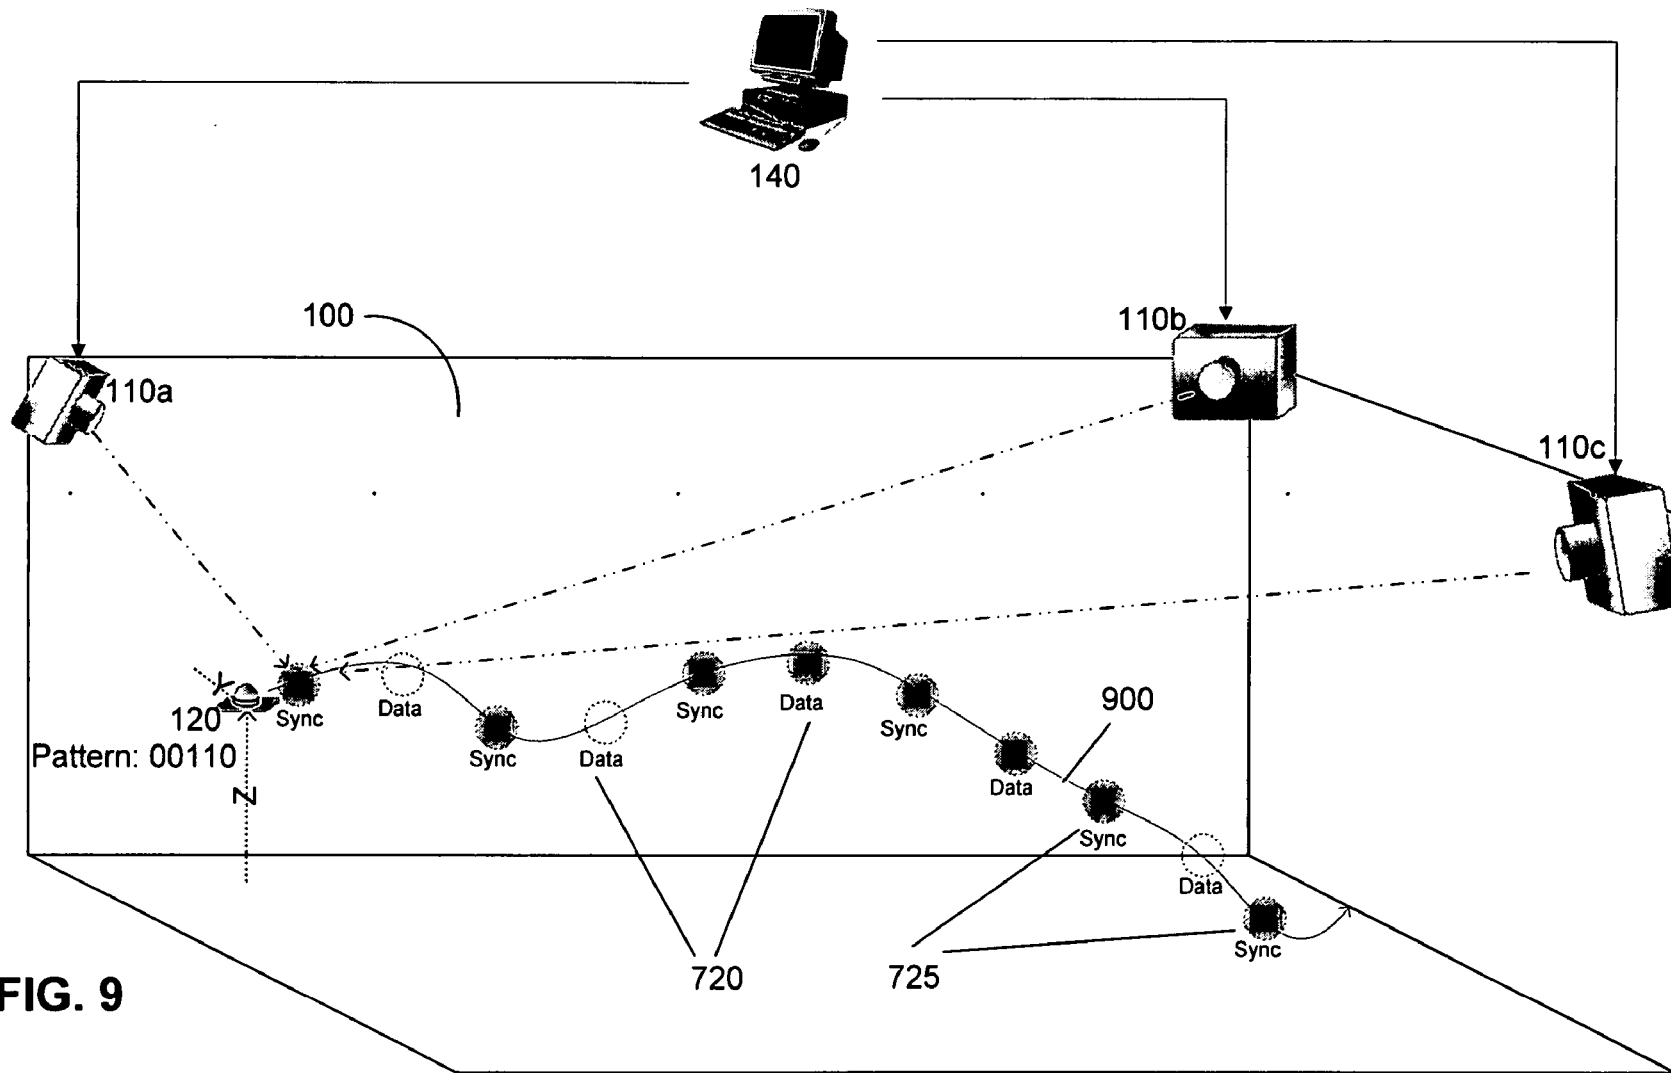 140
100
110b
110a
110c
Y
120
Sync
Data
Sync
Data
Sync
Data
Sync
Data
Sync
Data
Sync
900
Pattern: 00110
Z
720
725
FIG. 9